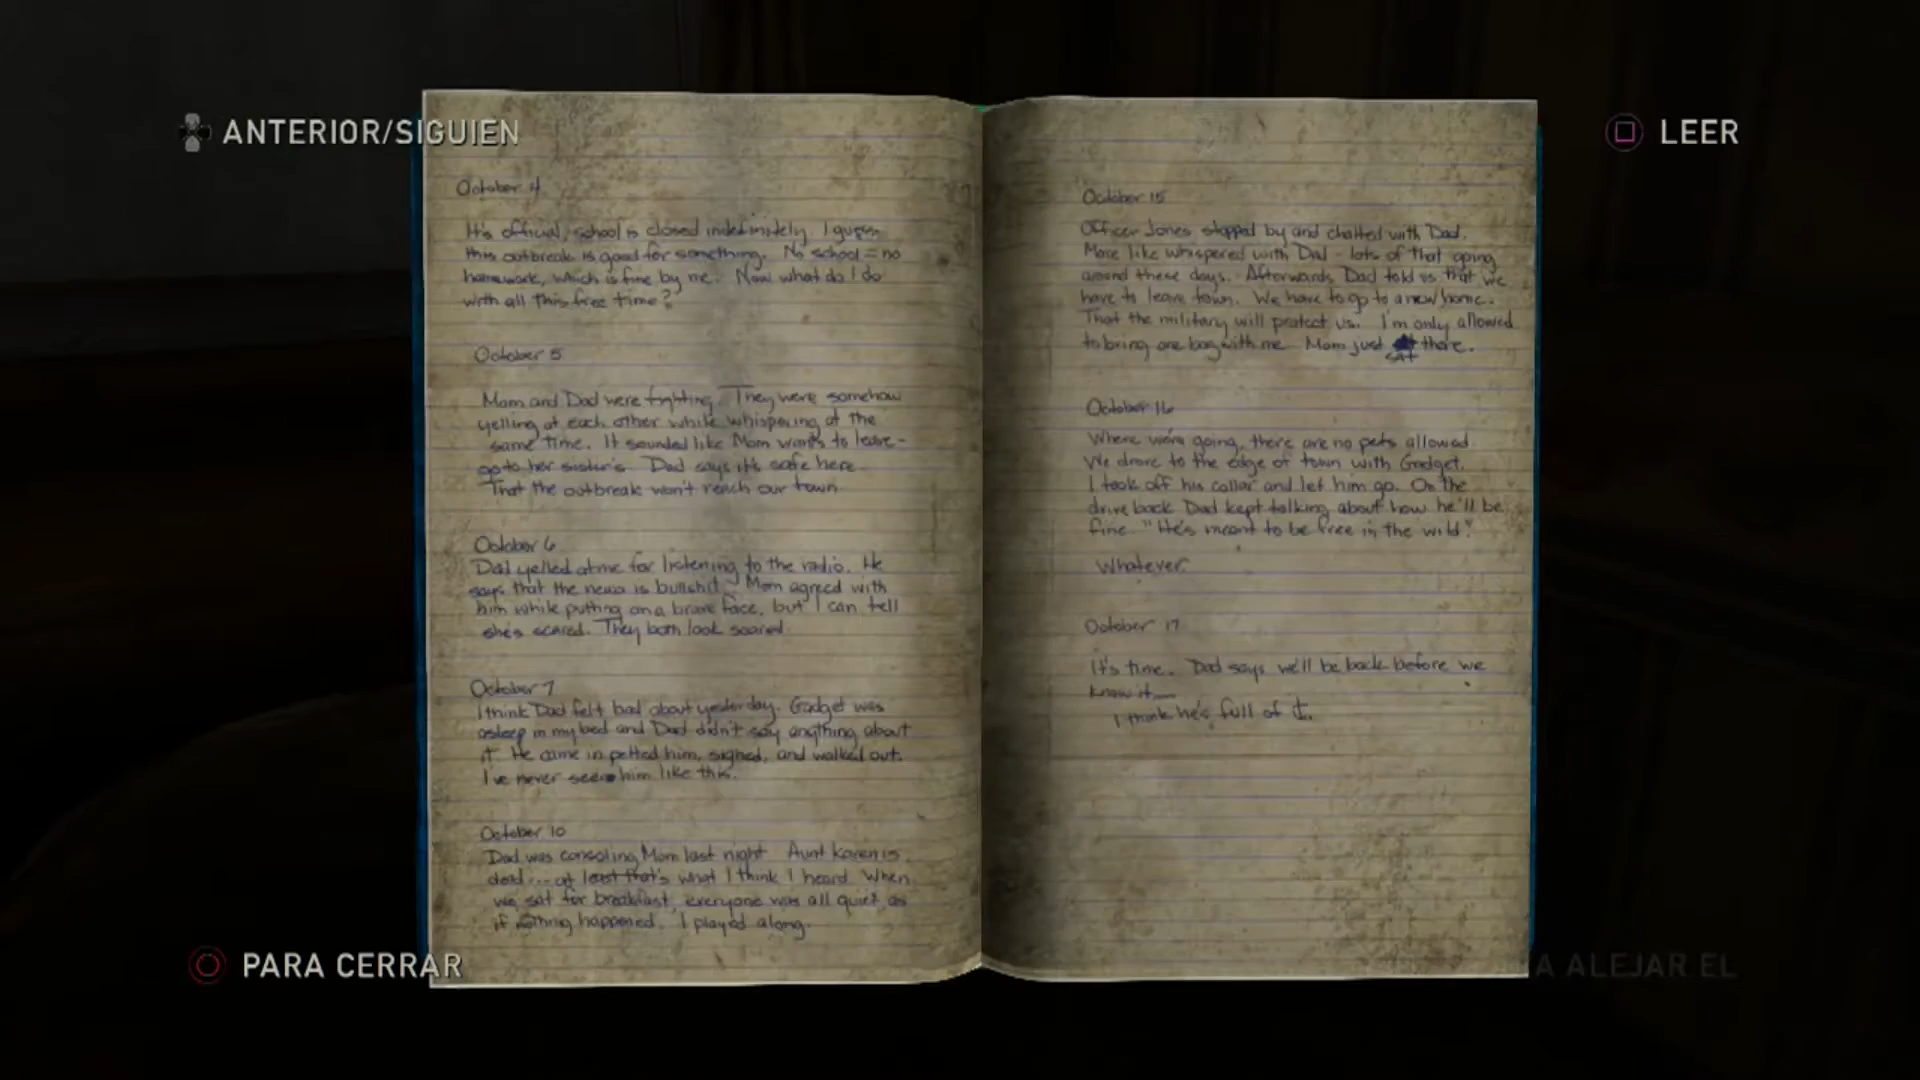 ANTERIOR/SIGUIEN
LEER
October 4
It's official, school is closed indefinitely. I guess
this outbreak is good for something. No school = no
homework, which is fine by me. Now what do I do
with all this free time?
October 5
Mom and Dad were fighting. They were somehow
yelling at each other while whispering at the
same time. It sounded like Mom wants to leave -
go to her sister's. Dad says it's safe here
That the outbreak won't reach our town
October 6
Dad yelled at me for listening to the radio. He
says that the news is bullshit. Mom agreed with
him while putting on a brave face, but I can tell
she's scared. They both look scared.
October 7
I think Dad felt bad about yesterday. Gadget was
asleep in my bed and Dad didn't say anything about
it. He came in petted him, sighed, and walked out.
I've never seen him like this.
October 10
Dad was consoling Mom last night Aunt Karen is
dead... at least that's what I think I heard. When
we sat for breakfast, everyone was all quiet as
if nothing happened. I played along.
October 15
Officer Jones stopped by and chatted with Dad.
More like whispered with Dad - lots of that going
around these days. Afterwards Dad told us that we
have to leave town. We have to go to a new home.
That the military will protect us. I'm only allowed
to bring one bag with me. Mom just sat there.
October 16
Where we're going, there are no pets allowed
We drove to the edge of town with Gadget.
I took off his collar and let him go. On the
drive back Dad kept talking about how he'll be
fine "He's meant to be free in the wild".
Whatever.
October 17
It's time. Dad says we'll be back before we
know it
I think he's full of it.
PARA CERRAR
A ALEJAR EL